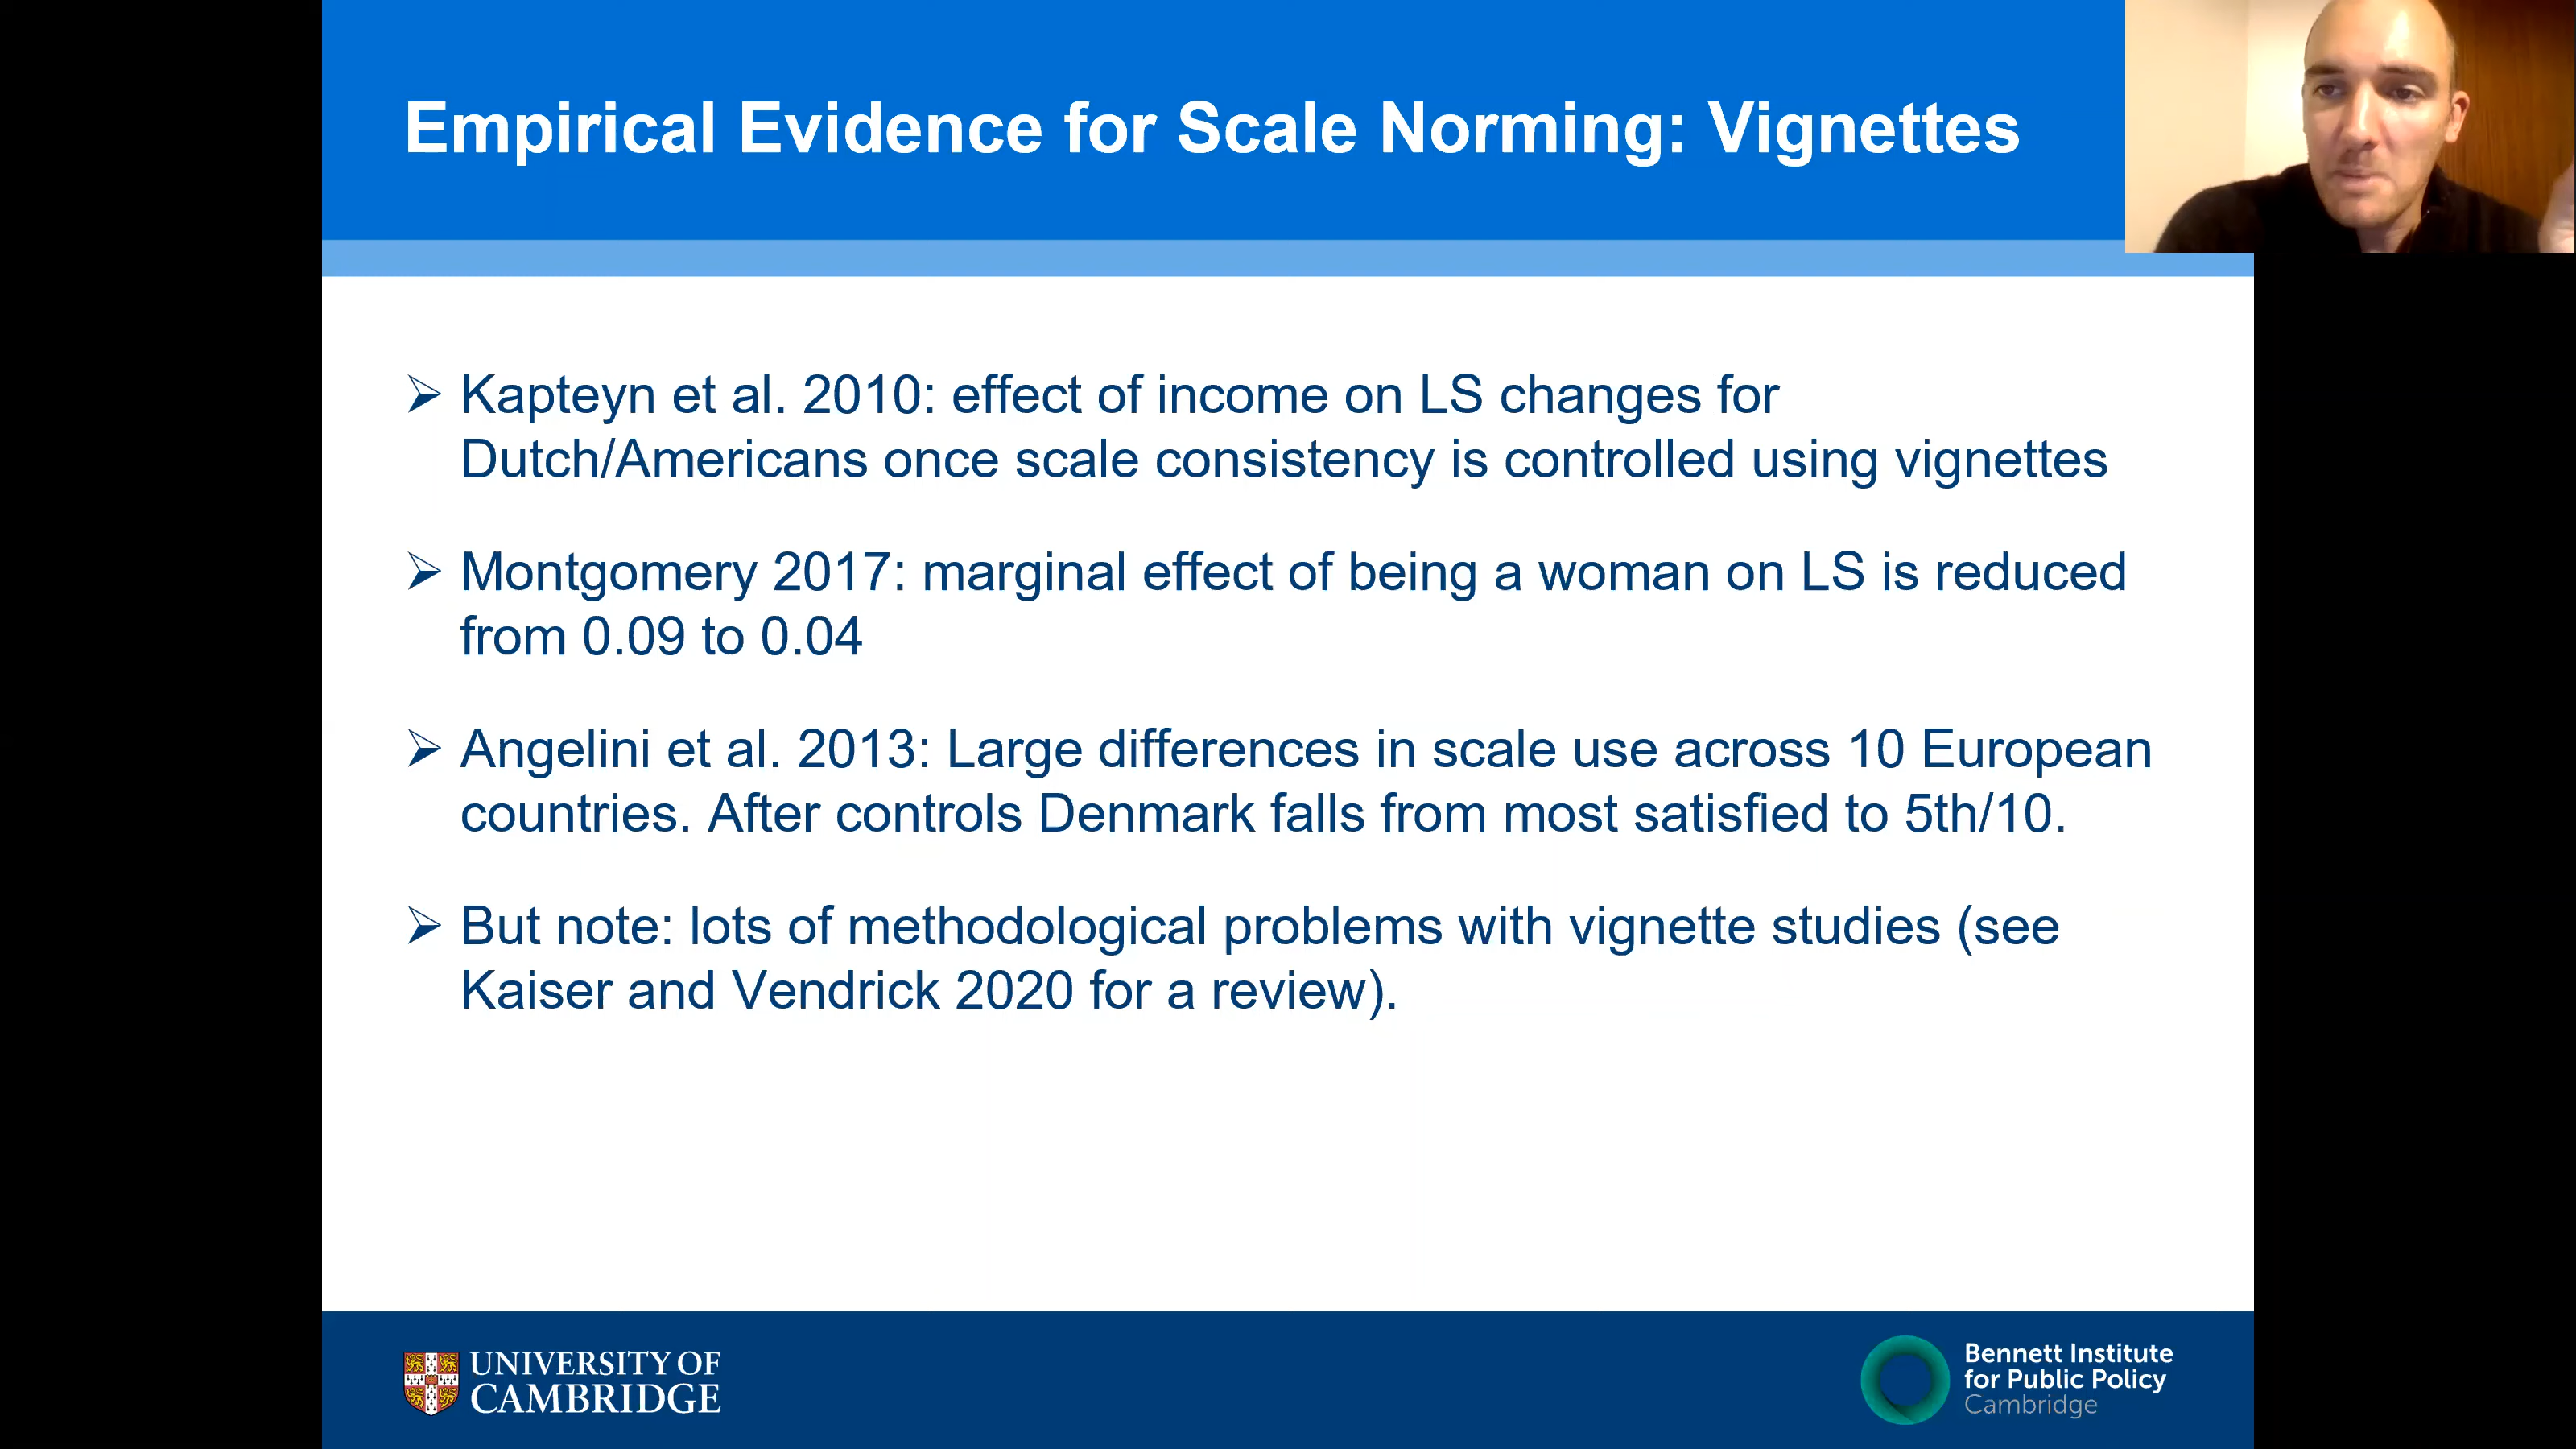 Empirical Evidence for Scale Norming: Vignettes
➢ Kapteyn et al. 2010: effect of income on LS changes for
Dutch/Americans once scale consistency is controlled using vignettes
➢ Montgomery 2017: marginal effect of being a woman on LS is reduced
from 0.09 to 0.04
➢ Angelini et al. 2013: Large differences in scale use across 10 European
countries. After controls Denmark falls from most satisfied to 5th/10.
➢ But note: lots of methodological problems with vignette studies (see
Kaiser and Vendrick 2020 for a review).
UNIVERSITY OF
CAMBRIDGE
Bennett Institute
for Public Policy
Cambridge